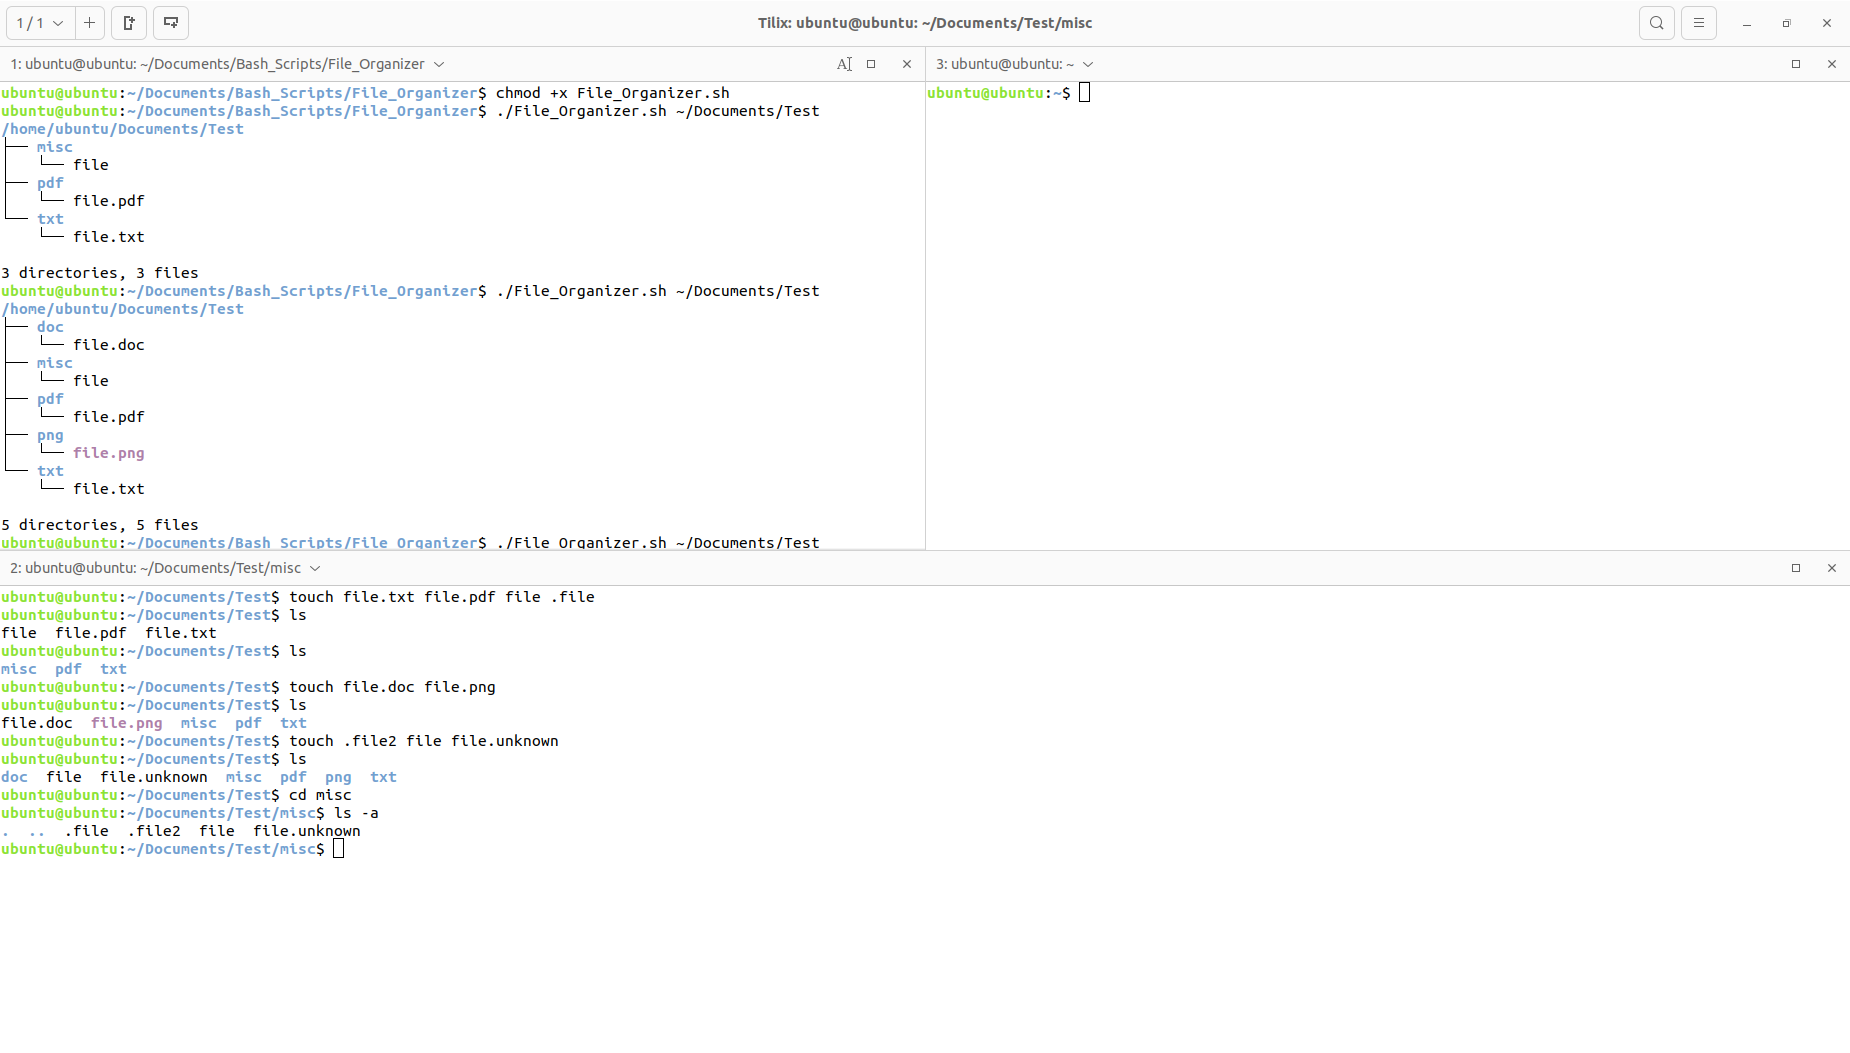 1 / 1
Tilix: ubuntu@ubuntu: ~/Documents/Test/misc
1: ubuntu@ubuntu: ~/Documents/Bash_Scripts/File_Organizer
ubuntu@ubuntu:~/Documents/Bash_Scripts/File_Organizer$ chmod +x File_Organizer.sh
ubuntu@ubuntu:~/Documents/Bash_Scripts/File_Organizer$ ./File_Organizer.sh ~/Documents/Test
/home/ubuntu/Documents/Test
├── misc
│   └── file
├── pdf
│   └── file.pdf
└── txt
    └── file.txt
3 directories, 3 files
ubuntu@ubuntu:~/Documents/Bash_Scripts/File_Organizer$ ./File_Organizer.sh ~/Documents/Test
/home/ubuntu/Documents/Test
├── doc
│   └── file.doc
├── misc
│   └── file
├── pdf
│   └── file.pdf
├── png
│   └── file.png
└── txt
    └── file.txt
5 directories, 5 files
ubuntu@ubuntu:~/Documents/Bash_Scripts/File_Organizer$ ./File_Organizer.sh ~/Documents/Test
3: ubuntu@ubuntu: ~
ubuntu@ubuntu:~$
2: ubuntu@ubuntu: ~/Documents/Test/misc
ubuntu@ubuntu:~/Documents/Test$ touch file.txt file.pdf file .file
ubuntu@ubuntu:~/Documents/Test$ ls
file  file.pdf  file.txt
ubuntu@ubuntu:~/Documents/Test$ ls
misc  pdf  txt
ubuntu@ubuntu:~/Documents/Test$ touch file.doc file.png
ubuntu@ubuntu:~/Documents/Test$ ls
file.doc  file.png  misc  pdf  txt
ubuntu@ubuntu:~/Documents/Test$ touch .file2 file file.unknown
ubuntu@ubuntu:~/Documents/Test$ ls
doc  file  file.unknown  misc  pdf  png  txt
ubuntu@ubuntu:~/Documents/Test$ cd misc
ubuntu@ubuntu:~/Documents/Test/misc$ ls -a
.  ..  .file  .file2  file  file.unknown
ubuntu@ubuntu:~/Documents/Test/misc$